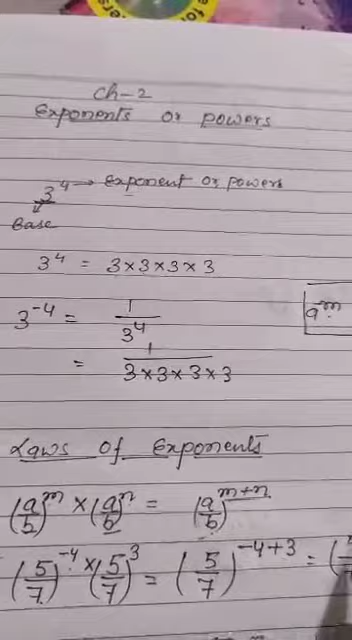 Ch-2
Exponents or powers
3⁴ → exponent or powers
Base
3⁴ = 3×3×3×3
3⁻⁴ = 1/3⁴
a^m
= 1/3×3×3×3
Laws of Exponents
(a/b)^m × (a/b)^n = (a/b)^m+n
(5/7)⁻⁴ × (5/7)³ = (5/7)^-4+3 = (